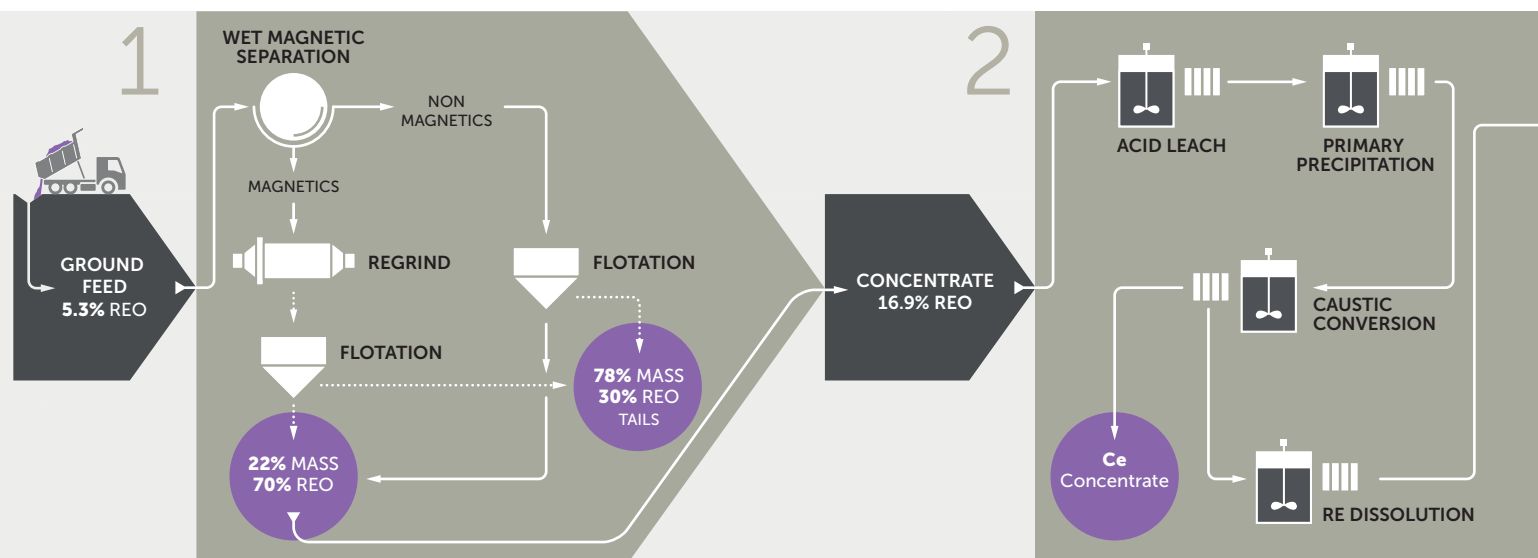 1
WET MAGNETIC
SEPARATION
NON
MAGNETICS
MAGNETICS
GROUND
FEED
5.3% REO
REGRIND
FLOTATION
FLOTATION
78% MASS
30% REO
TAILS
22% MASS
70% REO
CONCENTRATE
16.9% REO
2
ACID LEACH
PRIMARY
PRECIPITATION
CAUSTIC
CONVERSION
Ce
Concentrate
RE DISSOLUTION